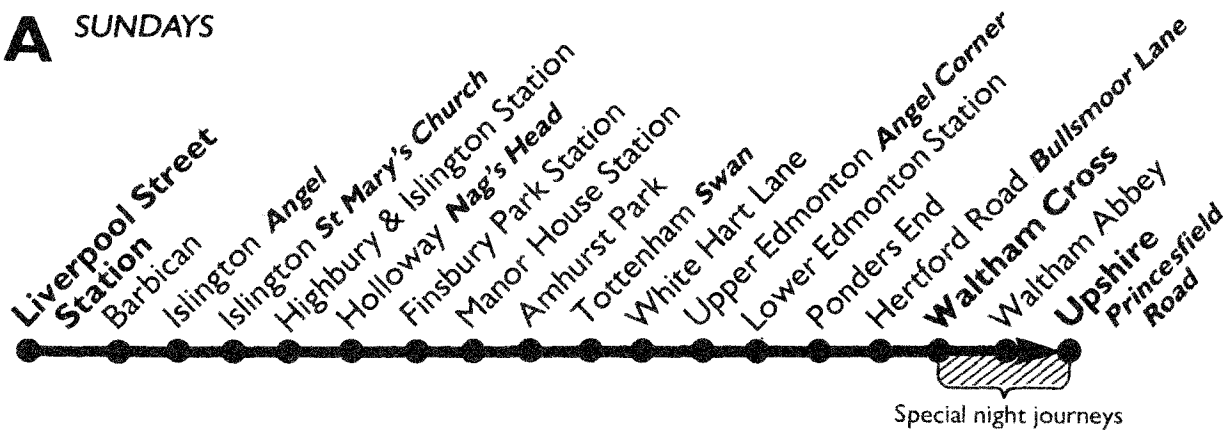 A SUNDAYS
Liverpool Street
Station
Barbican
Islington Angel
Islington St Mary's Church
Highbury & Islington Station
Holloway Nag's Head
Finsbury Park Station
Manor House Station
Amhurst Park
Tottenham Swan
White Hart Lane
Upper Edmonton Angel Corner
Lower Edmonton Station
Ponders End
Hertford Road Bullsmoor Lane
Waltham Cross
Waltham Abbey
Upshire
Princesfield
Road
Special night journeys